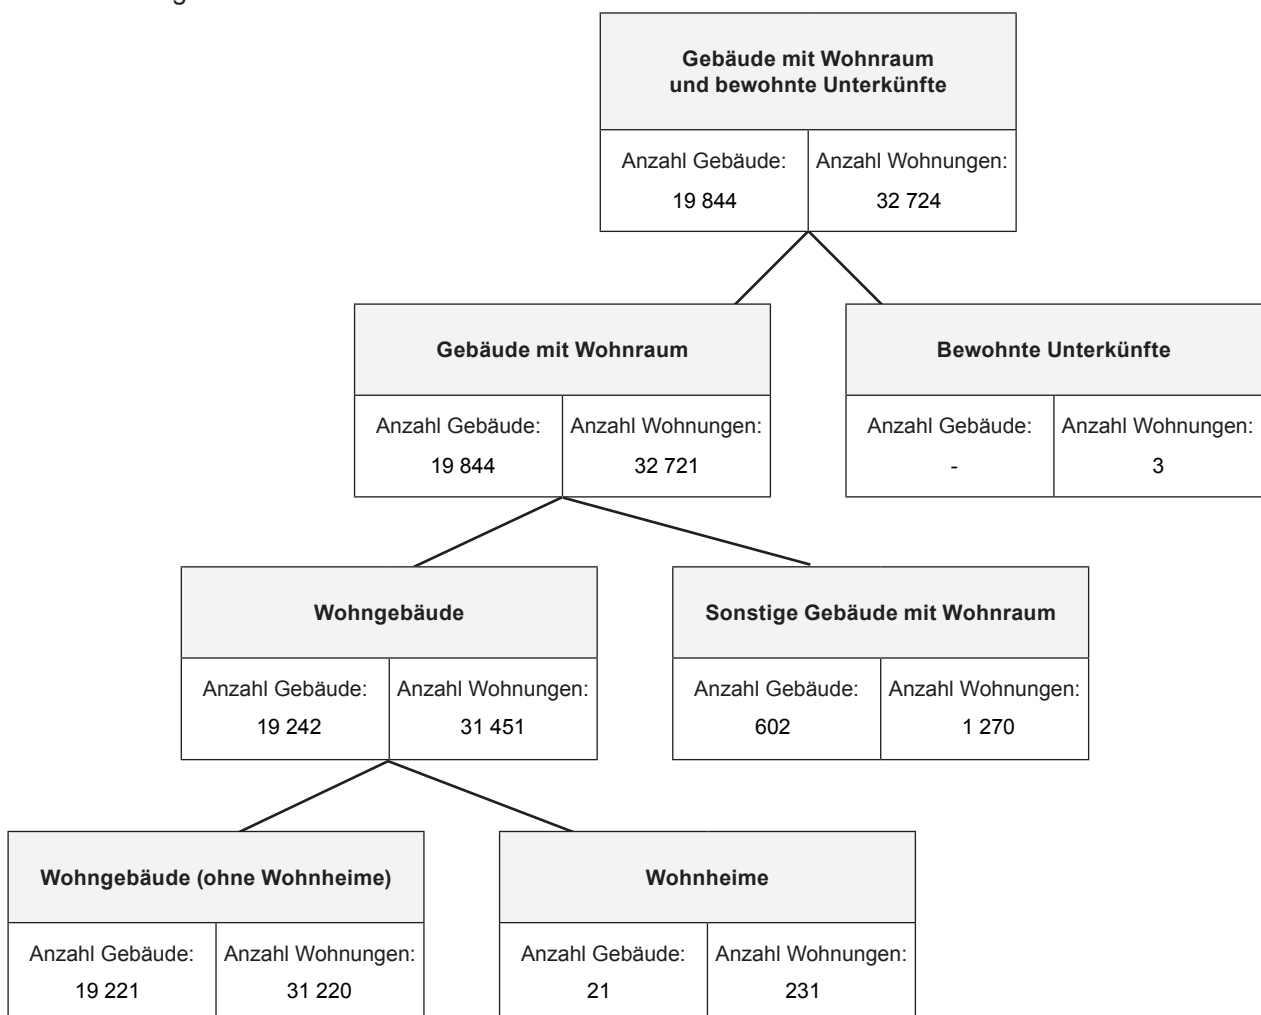 Gebäude mit Wohnraum
und bewohnte Unterkünfte
Anzahl Gebäude: Anzahl Wohnungen:
19 844 32 724
Gebäude mit Wohnraum Bewohnte Unterkünfte
Anzahl Gebäude: Anzahl Wohnungen: Anzahl Gebäude: Anzahl Wohnungen:
19 844 32 721 - 3
Wohngebäude Sonstige Gebäude mit Wohnraum
Anzahl Gebäude: Anzahl Wohnungen: Anzahl Gebäude: Anzahl Wohnungen:
19 242 31 451 602 1 270
Wohngebäude (ohne Wohnheime) Wohnheime
Anzahl Gebäude: Anzahl Wohnungen: Anzahl Gebäude: Anzahl Wohnungen:
19 221 31 220 21 231